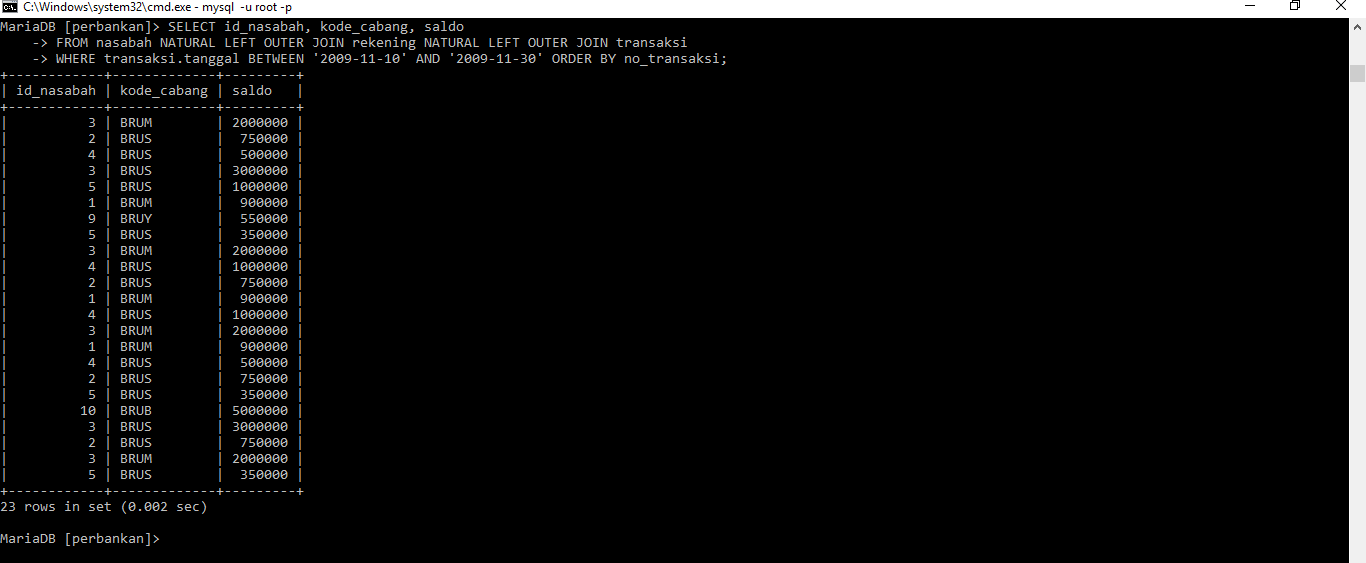 C:\Windows\system32\cmd.exe - mysql -u root -p
MariaDB [perbankan]> SELECT id_nasabah, kode_cabang, saldo
    -> FROM nasabah NATURAL LEFT OUTER JOIN rekening NATURAL LEFT OUTER JOIN transaksi
    -> WHERE transaksi.tanggal BETWEEN '2009-11-10' AND '2009-11-30' ORDER BY no_transaksi;
+------------+-------------+---------+
| id_nasabah | kode_cabang | saldo   |
+------------+-------------+---------+
|          3 | BRUM        | 2000000 |
|          2 | BRUS        |  750000 |
|          4 | BRUS        |  500000 |
|          3 | BRUS        | 3000000 |
|          5 | BRUS        | 1000000 |
|          1 | BRUM        |  900000 |
|          9 | BRUY        |  550000 |
|          5 | BRUS        |  350000 |
|          3 | BRUM        | 2000000 |
|          4 | BRUS        | 1000000 |
|          2 | BRUS        |  750000 |
|          1 | BRUM        |  900000 |
|          4 | BRUS        | 1000000 |
|          3 | BRUM        | 2000000 |
|          1 | BRUM        |  900000 |
|          4 | BRUS        |  500000 |
|          2 | BRUS        |  750000 |
|          5 | BRUS        |  350000 |
|         10 | BRUB        | 5000000 |
|          3 | BRUS        | 3000000 |
|          2 | BRUS        |  750000 |
|          3 | BRUM        | 2000000 |
|          5 | BRUS        |  350000 |
+------------+-------------+---------+
23 rows in set (0.002 sec)
MariaDB [perbankan]>